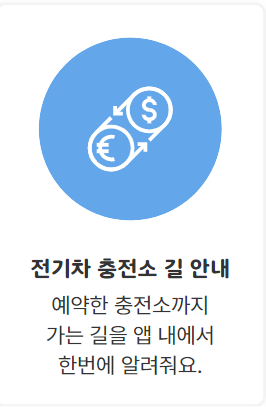 $
€
전기차 충전소 길 안내
예약한 충전소까지
가는 길을 앱 내에서
한번에 알려줘요.